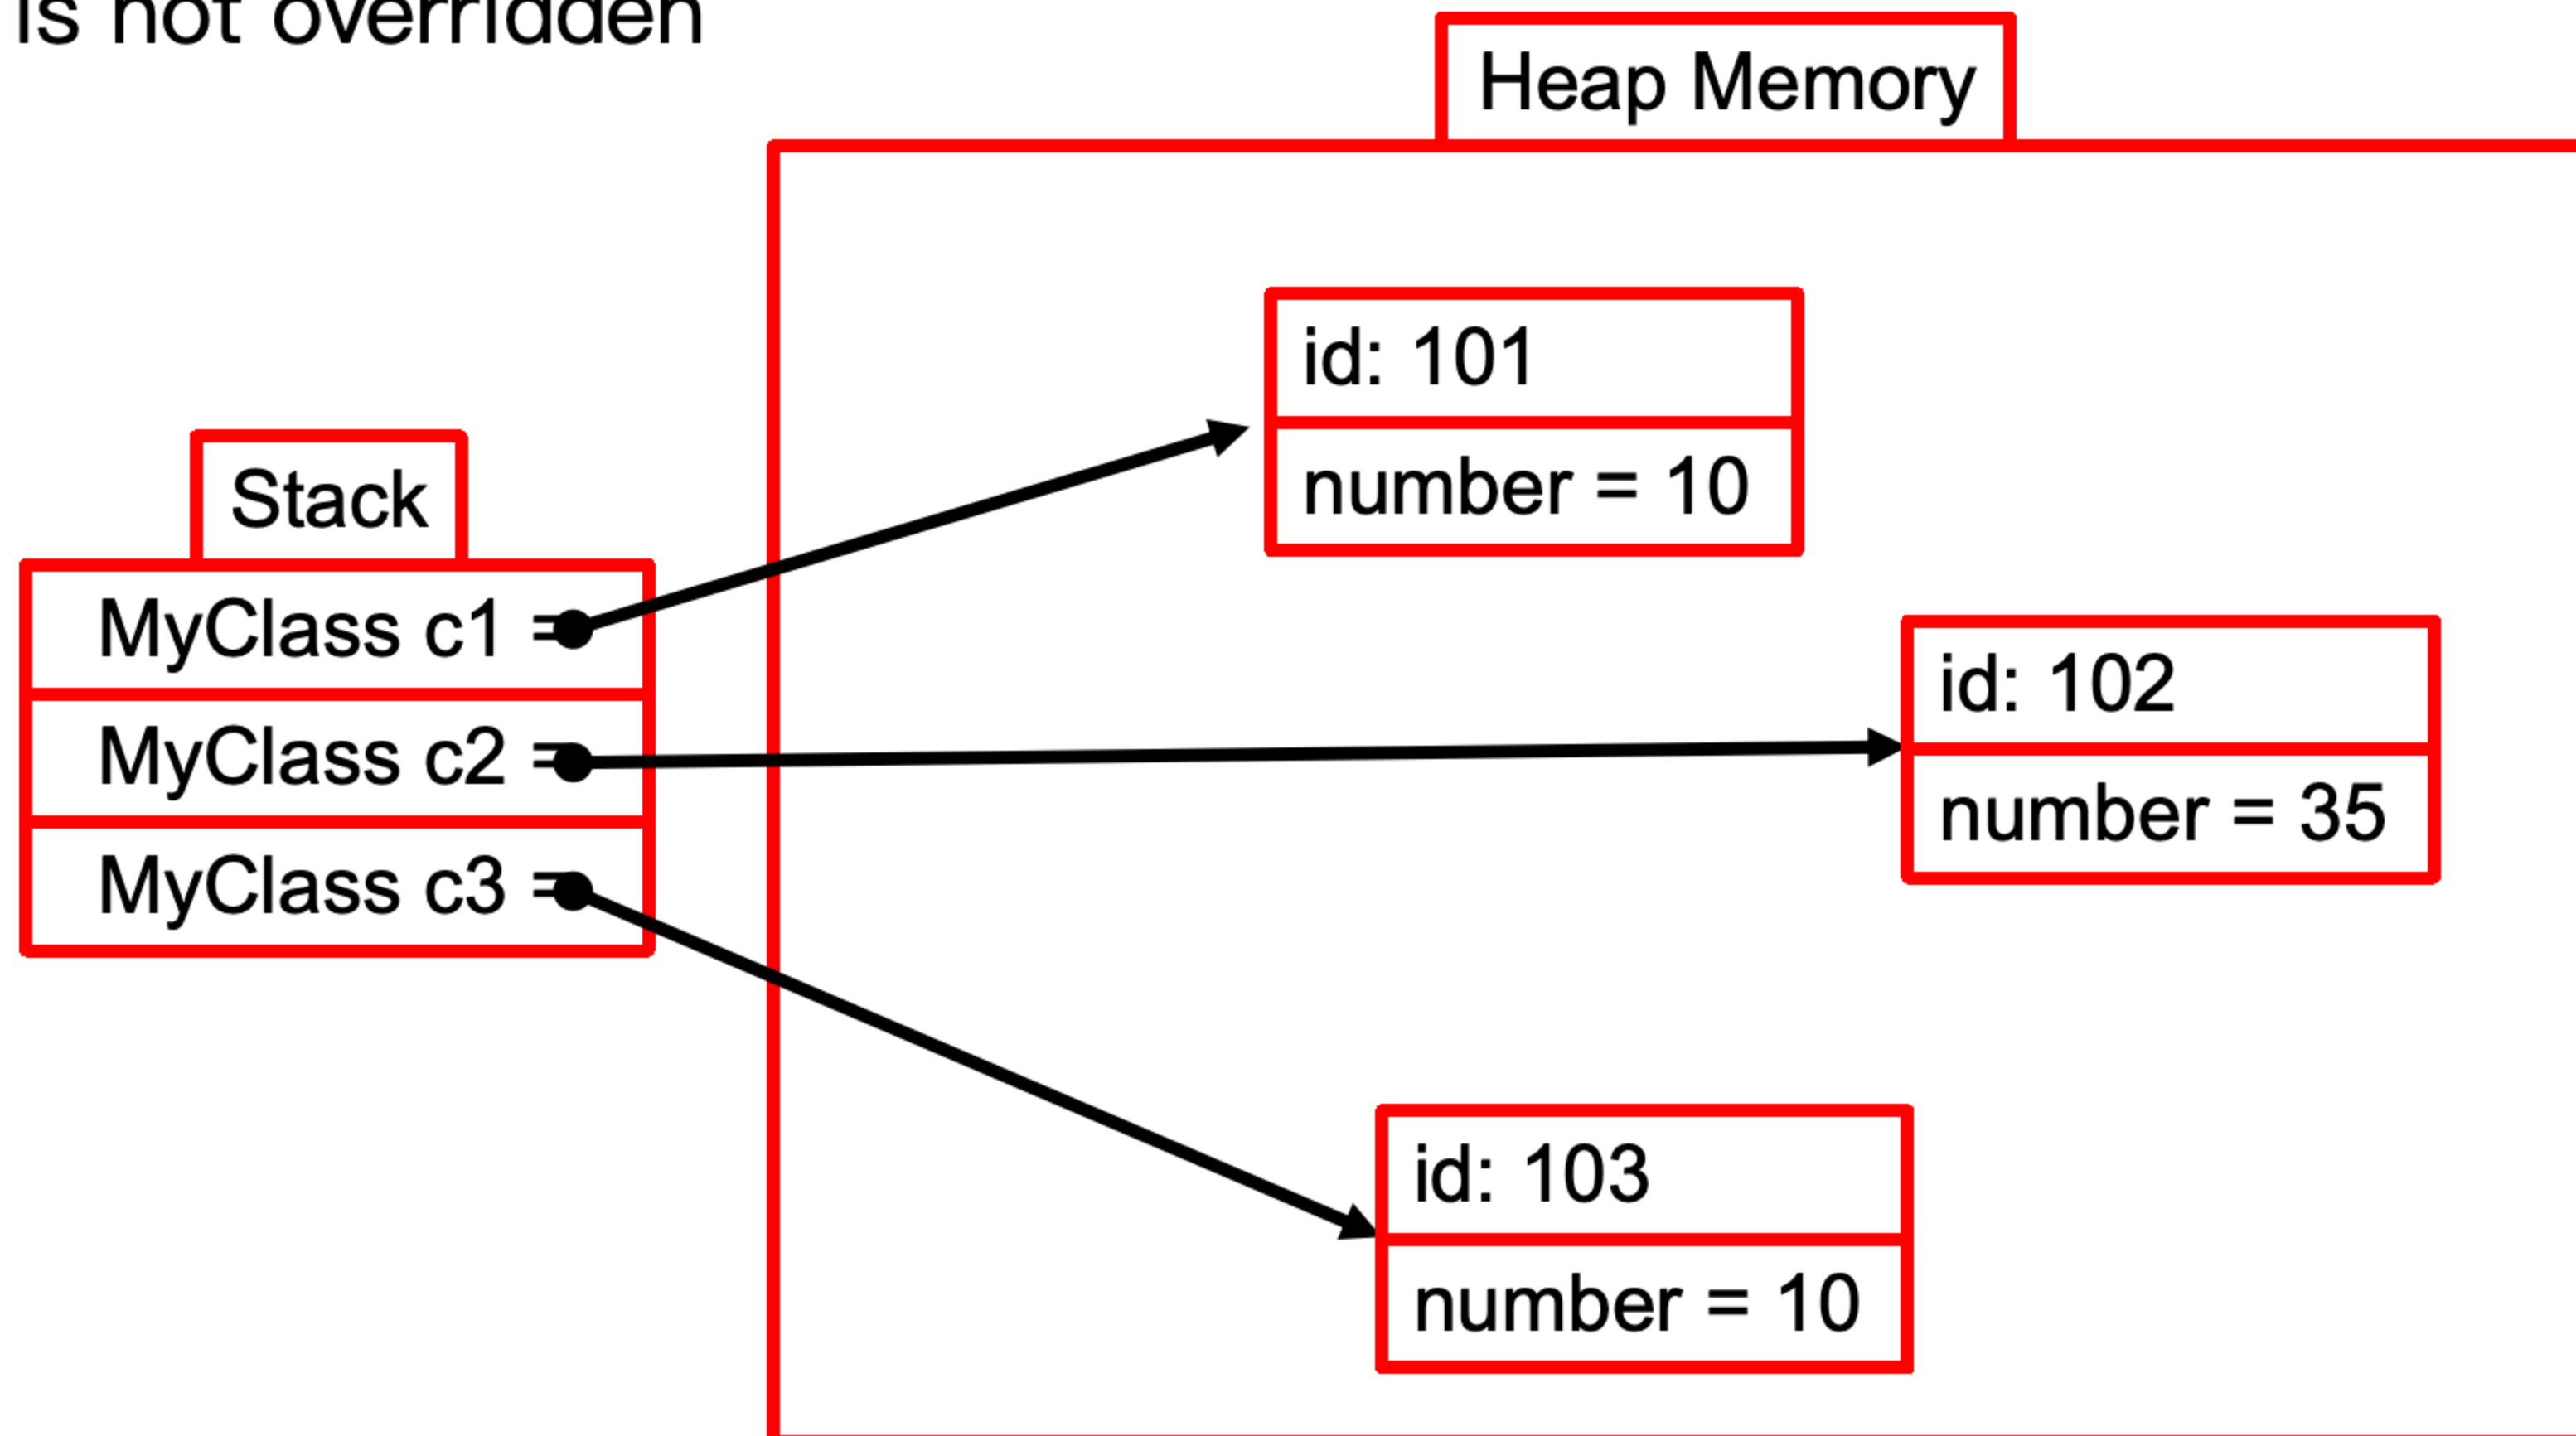 is not overridden
Heap Memory
id: 101
number = 10
Stack
MyClass c1 =
MyClass c2 =
MyClass c3 =
id: 102
number = 35
id: 103
number = 10